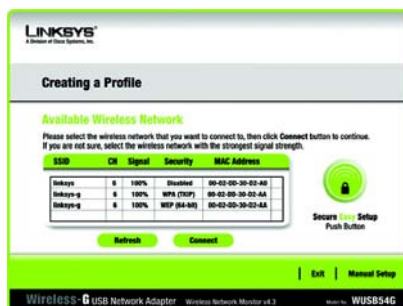 LINKSYS®
A Division of Cisco Systems, Inc.
Creating a Profile
Available Wireless Network
Please select the wireless network that you want to connect to, then click Connect button to continue.
If you are not sure, select the wireless network with the strongest signal strength.
SSID CH Signal Security MAC Address
linksys 6 100% Disabled 00-02-DD-30-D2-A0
linksys-g 6 100% WPA (TKIP) 00-02-DD-30-D2-AA
linksys-g 6 100% WEP (64-bit) 00-02-DD-30-D2-AA
Secure Easy Setup
Push Button
Refresh Connect
Exit Manual Setup
Wireless-G USB Network Adapter Wireless Network Monitor v4.3 Model No. WUSB54G